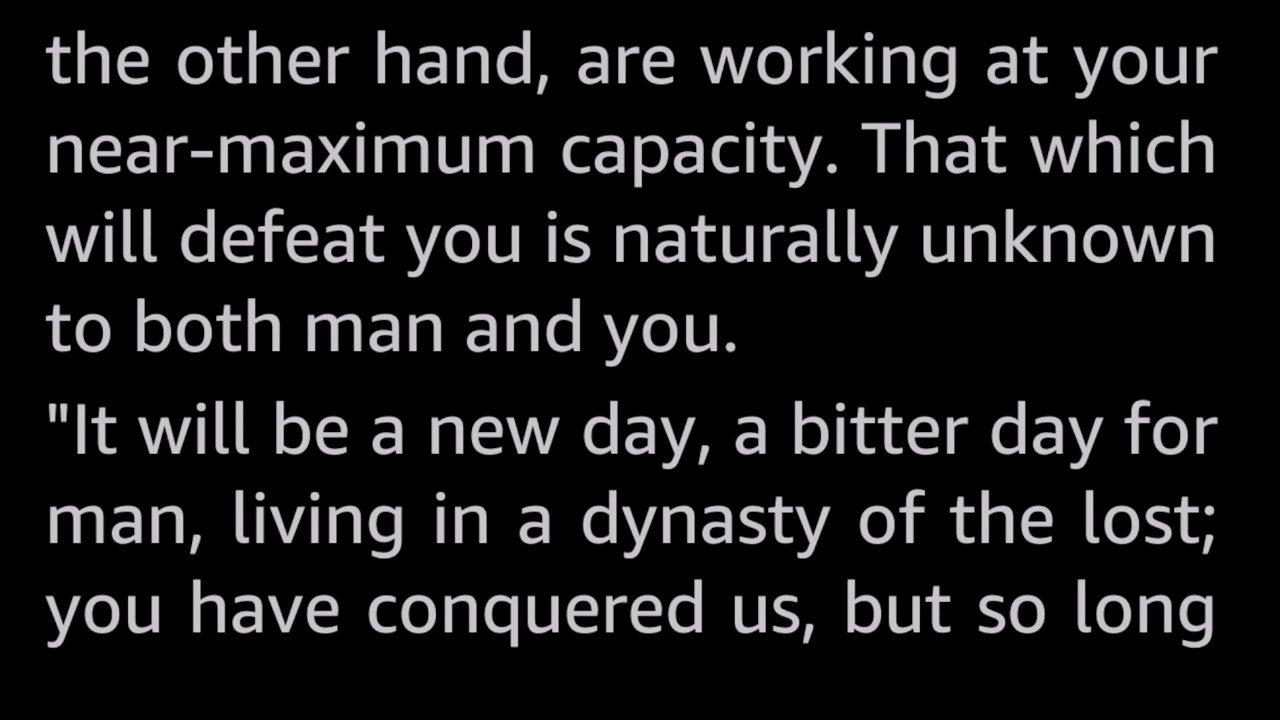 the other hand, are working at your
near-maximum capacity. That which
will defeat you is naturally unknown
to both man and you.
"It will be a new day, a bitter day for
man, living in a dynasty of the lost;
you have conquered us, but so long